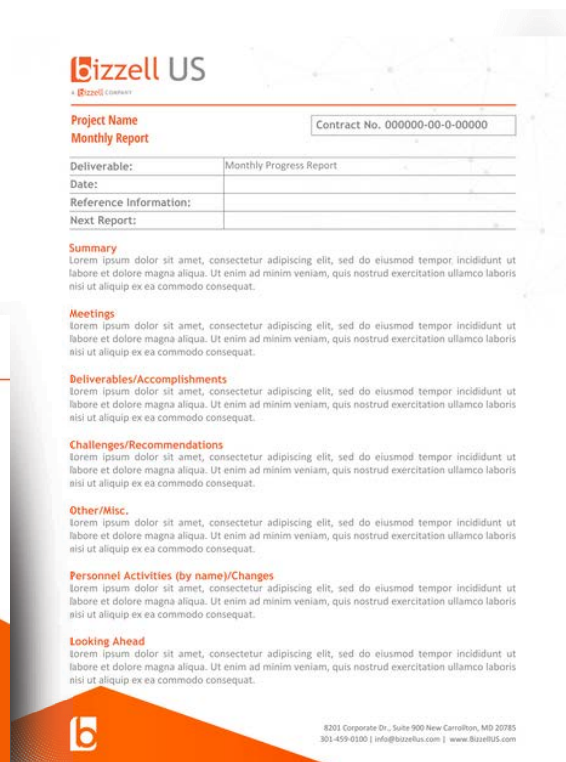 bizzell US
A bizzell COMPANY
Project Name
Monthly Report
Contract No. 000000-00-0-00000
Deliverable: Monthly Progress Report
Date:
Reference Information:
Next Report:
Summary
Lorem ipsum dolor sit amet, consectetur adipiscing elit, sed do eiusmod tempor incididunt ut
labore et dolore magna aliqua. Ut enim ad minim veniam, quis nostrud exercitation ullamco laboris
nisi ut aliquip ex ea commodo consequat.
Meetings
Lorem ipsum dolor sit amet, consectetur adipiscing elit, sed do eiusmod tempor incididunt ut
labore et dolore magna aliqua. Ut enim ad minim veniam, quis nostrud exercitation ullamco laboris
nisi ut aliquip ex ea commodo consequat.
Deliverables/Accomplishments
Lorem ipsum dolor sit amet, consectetur adipiscing elit, sed do eiusmod tempor incididunt ut
labore et dolore magna aliqua. Ut enim ad minim veniam, quis nostrud exercitation ullamco laboris
nisi ut aliquip ex ea commodo consequat.
Challenges/Recommendations
Lorem ipsum dolor sit amet, consectetur adipiscing elit, sed do eiusmod tempor incididunt ut
labore et dolore magna aliqua. Ut enim ad minim veniam, quis nostrud exercitation ullamco laboris
nisi ut aliquip ex ea commodo consequat.
Other/Misc.
Lorem ipsum dolor sit amet, consectetur adipiscing elit, sed do eiusmod tempor incididunt ut
labore et dolore magna aliqua. Ut enim ad minim veniam, quis nostrud exercitation ullamco laboris
nisi ut aliquip ex ea commodo consequat.
Personnel Activities (by name)/Changes
Lorem ipsum dolor sit amet, consectetur adipiscing elit, sed do eiusmod tempor incididunt ut
labore et dolore magna aliqua. Ut enim ad minim veniam, quis nostrud exercitation ullamco laboris
nisi ut aliquip ex ea commodo consequat.
Looking Ahead
Lorem ipsum dolor sit amet, consectetur adipiscing elit, sed do eiusmod tempor incididunt ut
labore et dolore magna aliqua. Ut enim ad minim veniam, quis nostrud exercitation ullamco laboris
nisi ut aliquip ex ea commodo consequat.
b
8201 Corporate Dr., Suite 900 New Carrollton, MD 20785
301-459-0100 | info@bizzellus.com | www.BizzellUS.com